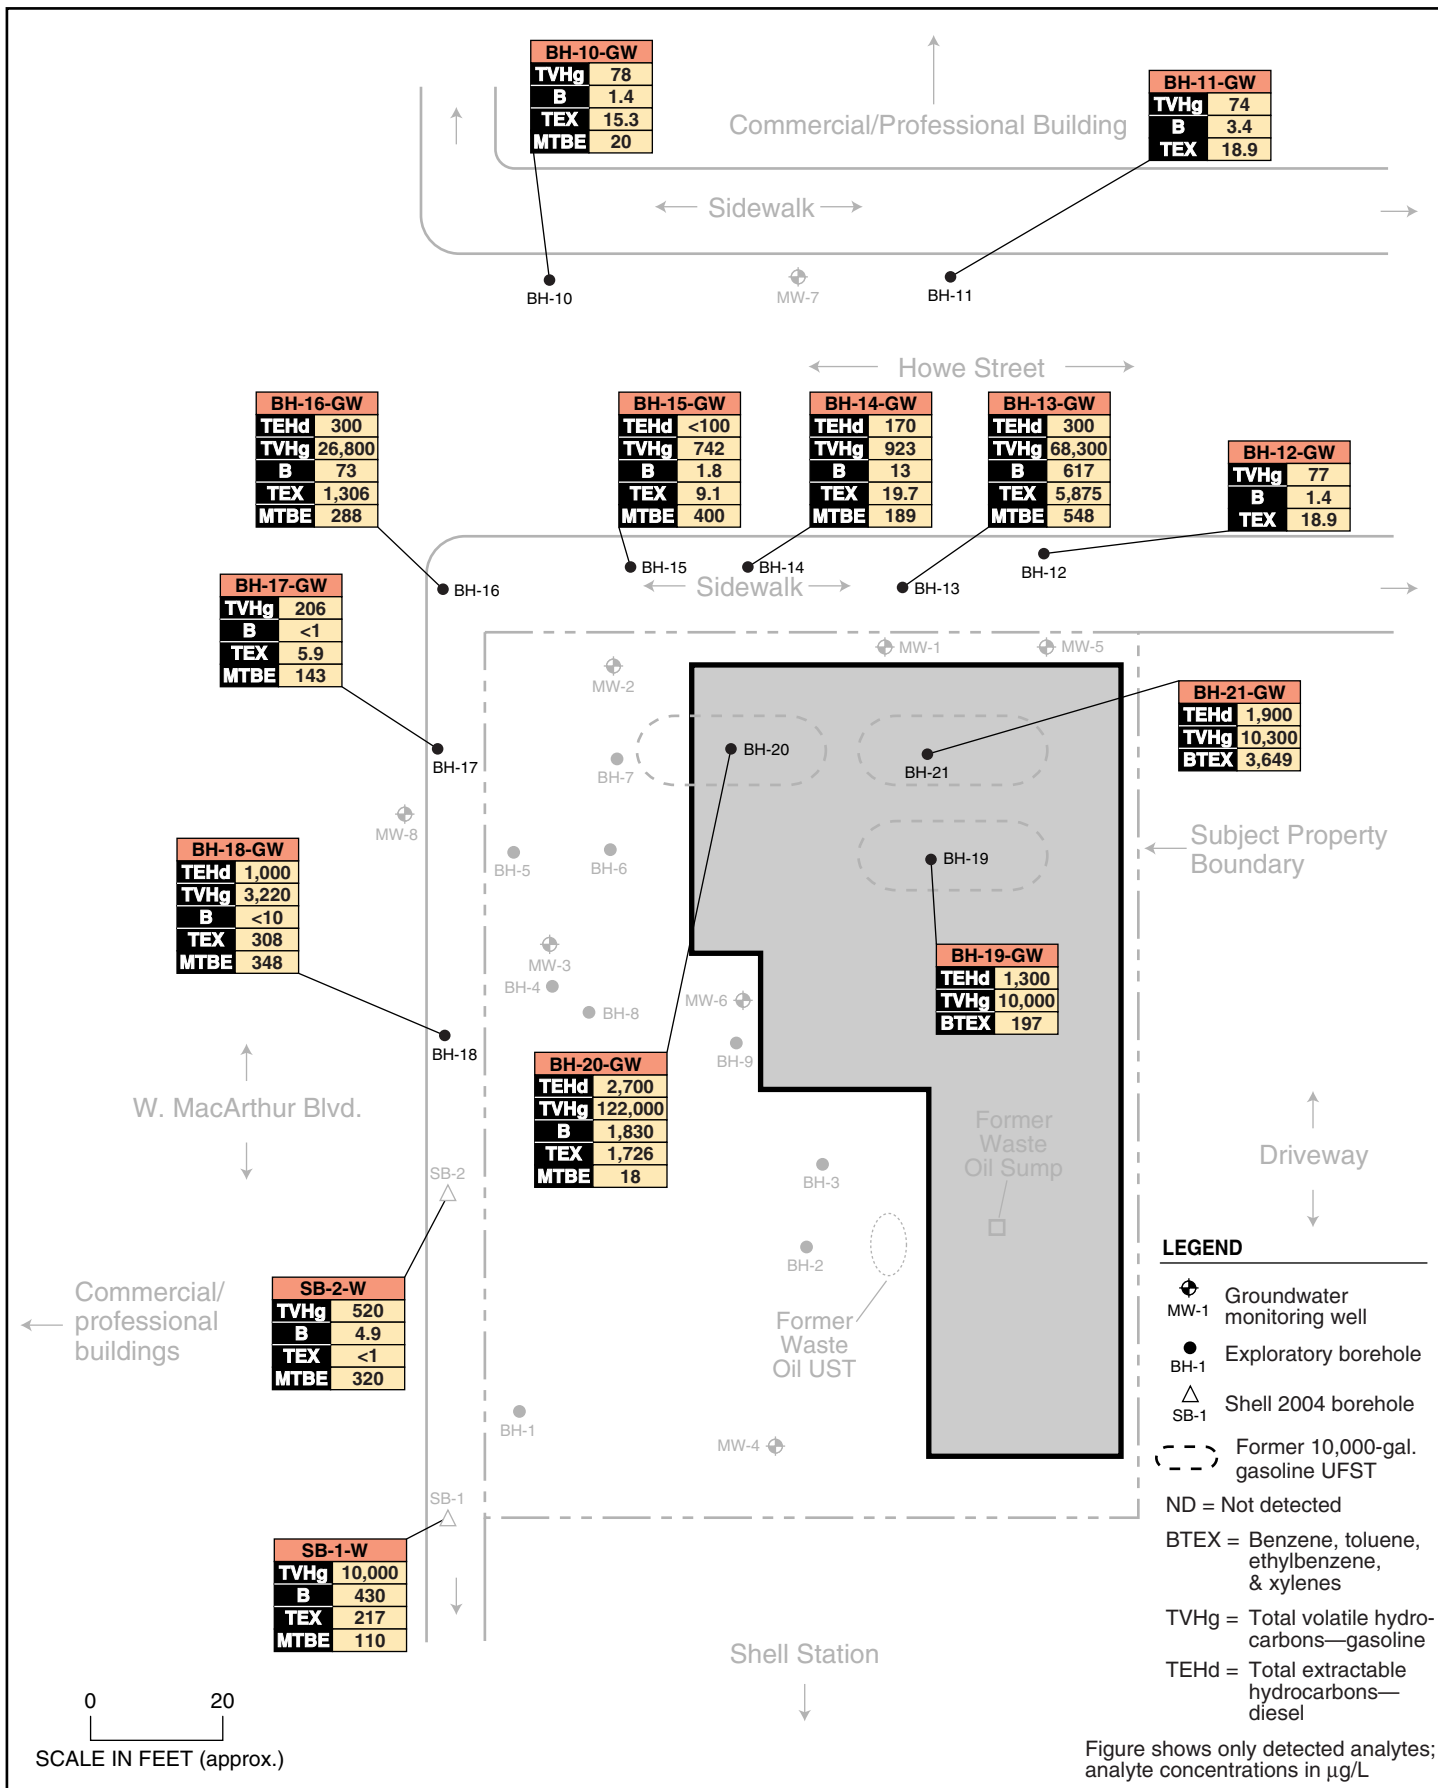 BH-10-GW
TVHg 78
B 1.4
TEX 15.3
MTBE 20
BH-11-GW
TVHg 74
B 3.4
TEX 18.9
Commercial/Professional Building
Sidewalk
BH-10
MW-7
BH-11
Howe Street
BH-16-GW
TEHd 300
TVHg 26,800
B 73
TEX 1,306
MTBE 288
BH-15-GW
TEHd <100
TVHg 742
B 1.8
TEX 9.1
MTBE 400
BH-14-GW
TEHd 170
TVHg 923
B 13
TEX 19.7
MTBE 189
BH-13-GW
TEHd 300
TVHg 68,300
B 617
TEX 5,875
MTBE 548
BH-12-GW
TVHg 77
B 1.4
TEX 18.9
BH-16
BH-15
BH-14
BH-13
BH-12
Sidewalk
BH-17-GW
TVHg 206
B <1
TEX 5.9
MTBE 143
MW-2
MW-1
MW-5
BH-21-GW
TEHd 1,900
TVHg 10,300
BTEX 3,649
BH-17
BH-7
BH-20
BH-21
MW-8
BH-5
BH-6
BH-19
Subject Property
Boundary
BH-18-GW
TEHd 1,000
TVHg 3,220
B <10
TEX 308
MTBE 348
MW-3
BH-4
BH-8
MW-6
BH-9
BH-19-GW
TEHd 1,300
TVHg 10,000
BTEX 197
BH-18
BH-20-GW
TEHd 2,700
TVHg 122,000
B 1,830
TEX 1,726
MTBE 18
W. MacArthur Blvd.
Former
Waste
Oil Sump
Driveway
SB-2
BH-3
BH-2
Commercial/
professional
buildings
SB-2-W
TVHg 520
B 4.9
TEX <1
MTBE 320
Former
Waste
Oil UST
BH-1
MW-4
SB-1
SB-1-W
TVHg 10,000
B 430
TEX 217
MTBE 110
Shell Station
LEGEND
MW-1 Groundwater
monitoring well
BH-1 Exploratory borehole
SB-1 Shell 2004 borehole
Former 10,000-gal.
gasoline UFST
ND = Not detected
BTEX = Benzene, toluene,
ethylbenzene,
& xylenes
TVHg = Total volatile hydro-
carbons—gasoline
TEHd = Total extractable
hydrocarbons—
diesel
Figure shows only detected analytes;
analyte concentrations in µg/L
0 20
SCALE IN FEET (approx.)